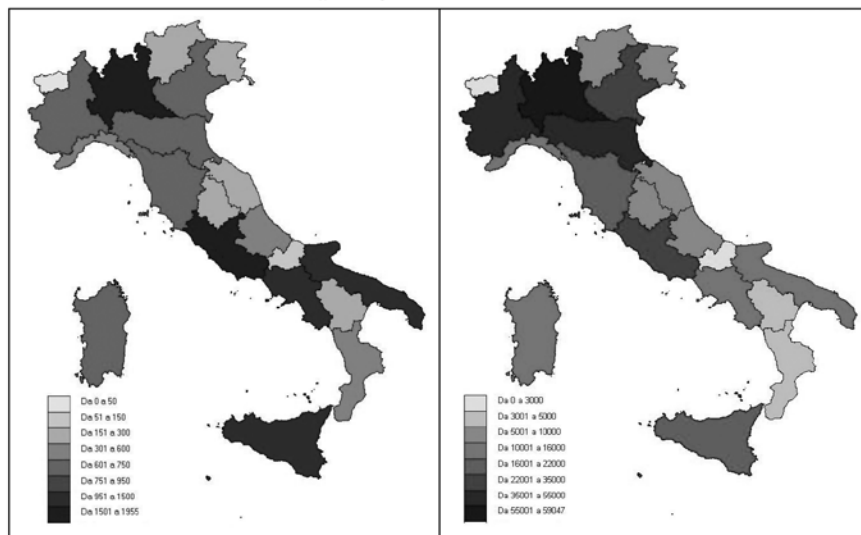 Da 0 a 50
Da 51 a 150
Da 151 a 300
Da 301 a 600
Da 601 a 750
Da 751 a 950
Da 951 a 1500
Da 1501 a 1955
Da 0 a 3000
Da 3001 a 5000
Da 5001 a 10000
Da 10001 a 16000
Da 16001 a 22000
Da 22001 a 35000
Da 35001 a 55000
Da 55001 a 59047